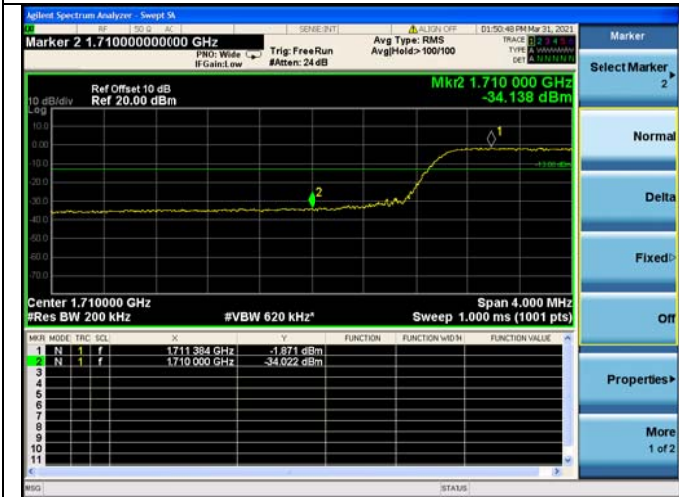 Agilent Spectrum Analyzer - Swept SA
RF 50 Ω AC SENSE:INT ALIGN OFF 01:50:48 PM Mar 31, 2021
Marker 2 1.710000000000 GHz
PNO: Wide
IFGain:Low
Trig: Free Run
#Atten: 24 dB
Avg Type: RMS
Avg|Hold:>100/100
TRACE 1 2 3 4 5 6
TYPE
DET
Ref Offset 10 dB
Ref 20.00 dBm
10 dB/div
Log
Mkr2 1.710 000 GHz
-34.138 dBm
10.0
0.00
-10.0
-20.0
-30.0
-40.0
-50.0
-60.0
-70.0
1
2
-13.00 dBm
Center 1.710000 GHz
Span 4.000 MHz
#Res BW 200 kHz
#VBW 620 kHz*
Sweep 1.000 ms (1001 pts)
MKR MODE TRC SCL X Y FUNCTION FUNCTION WIDTH FUNCTION VALUE
1 N 1 f 1.711 384 GHz -1.871 dBm
2 N 1 f 1.710 000 GHz -34.022 dBm
3
4
5
6
7
8
9
10
11
MSG STATUS
Marker
Select Marker
2
Normal
Delta
Fixed
Off
Properties
More
1 of 2